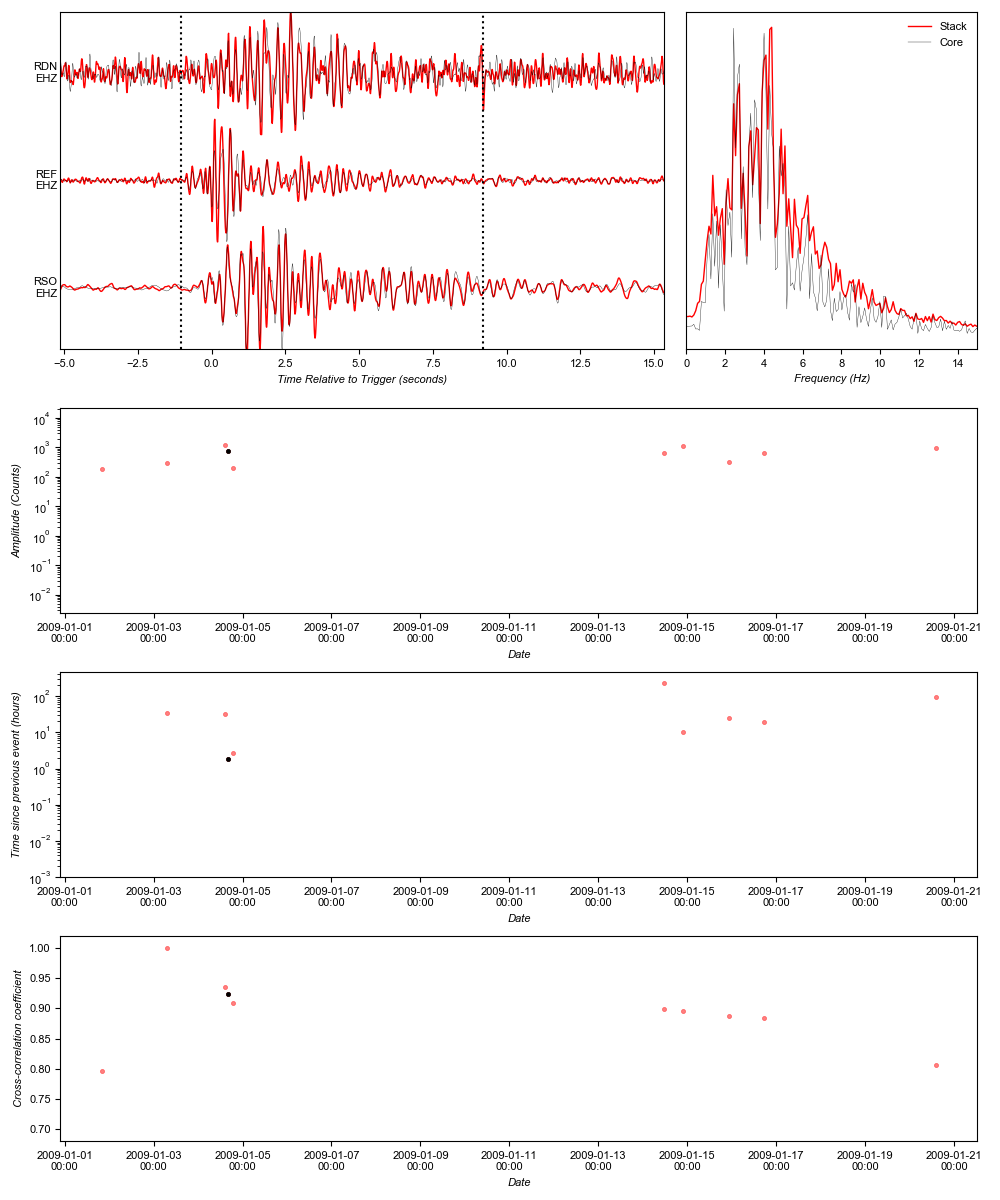 RDN
EHZ
REF
EHZ
RSO
EHZ
−5.0 −2.5 0.0 2.5 5.0 7.5 10.0 12.5 15.0
Time Relative to Trigger (seconds)
Stack
Core
0 2 4 6 8 10 12 14
Frequency (Hz)
10^4
10^3
10^2
10^1
10^0
10^−1
10^−2
Amplitude (Counts)
2009-01-01 2009-01-03 2009-01-05 2009-01-07 2009-01-09 2009-01-11 2009-01-13 2009-01-15 2009-01-17 2009-01-19 2009-01-21
00:00 00:00 00:00 00:00 00:00 00:00 00:00 00:00 00:00 00:00 00:00
Date
10^2
10^1
10^0
10^−1
10^−2
10^−3
Time since previous event (hours)
2009-01-01 2009-01-03 2009-01-05 2009-01-07 2009-01-09 2009-01-11 2009-01-13 2009-01-15 2009-01-17 2009-01-19 2009-01-21
00:00 00:00 00:00 00:00 00:00 00:00 00:00 00:00 00:00 00:00 00:00
Date
1.00
0.95
0.90
0.85
0.80
0.75
0.70
Cross-correlation coefficient
2009-01-01 2009-01-03 2009-01-05 2009-01-07 2009-01-09 2009-01-11 2009-01-13 2009-01-15 2009-01-17 2009-01-19 2009-01-21
00:00 00:00 00:00 00:00 00:00 00:00 00:00 00:00 00:00 00:00 00:00
Date